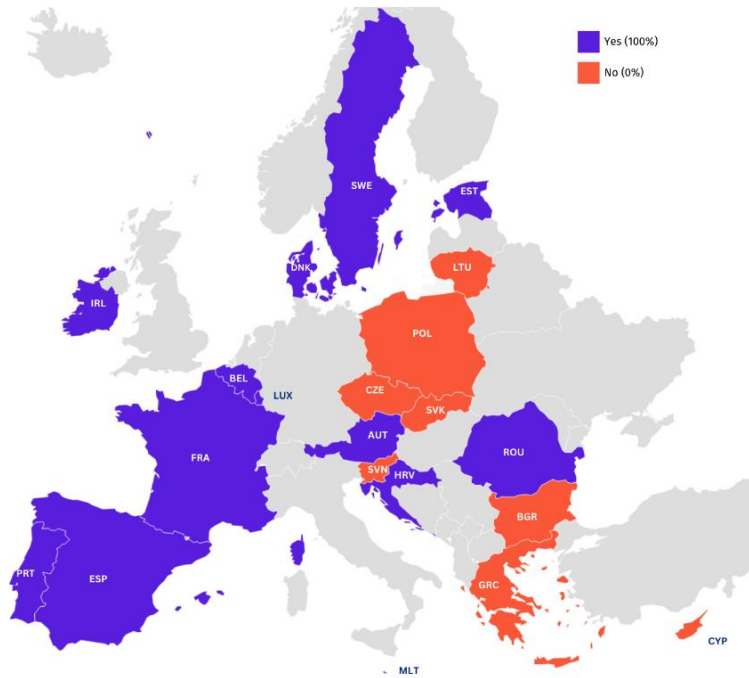 Yes (100%)
No (0%)
SWE
EST
DNK
LTU
IRL
POL
BEL
CZE
LUX
SVK
AUT
FRA
ROU
SVN
HRV
BGR
PRT
ESP
GRC
CYP
MLT